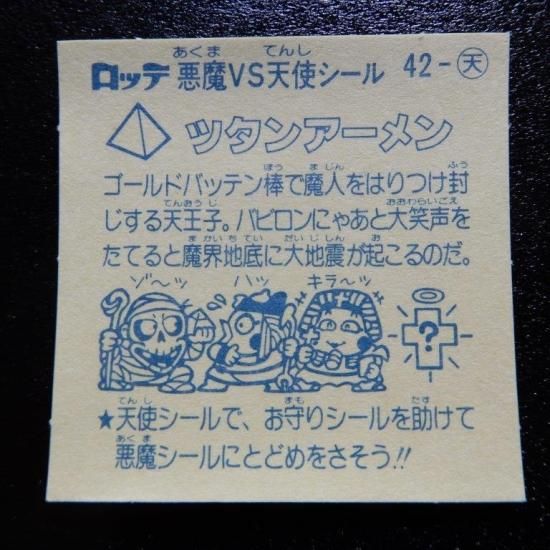 ロッテ 悪魔VS天使シール 42-天
ツタンアーメン
ゴールドバッテン棒で魔人をはりつけ封
じする天王子。バビロンにゃあと大笑声を
たてると魔界地底に大地震が起こるのだ。
ゾ〜ッ ハッ キラ〜ッ
?
★天使シールで、お守りシールを助けて
悪魔シールにとどめをさそう!!